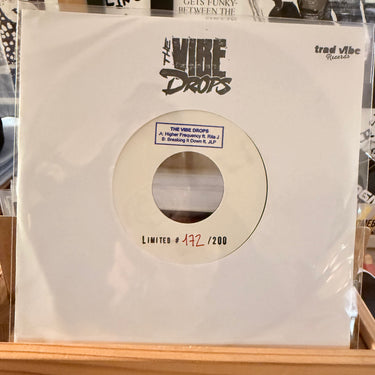 GETS FUNKY-
BETWEEN THE
THE
VIBE
DROPS
trad vibe
Records
THE VIBE DROPS
A: Higher Frequency ft. Rita J
B: Breaking It Down ft. JLP
LIMITED # 172 /200